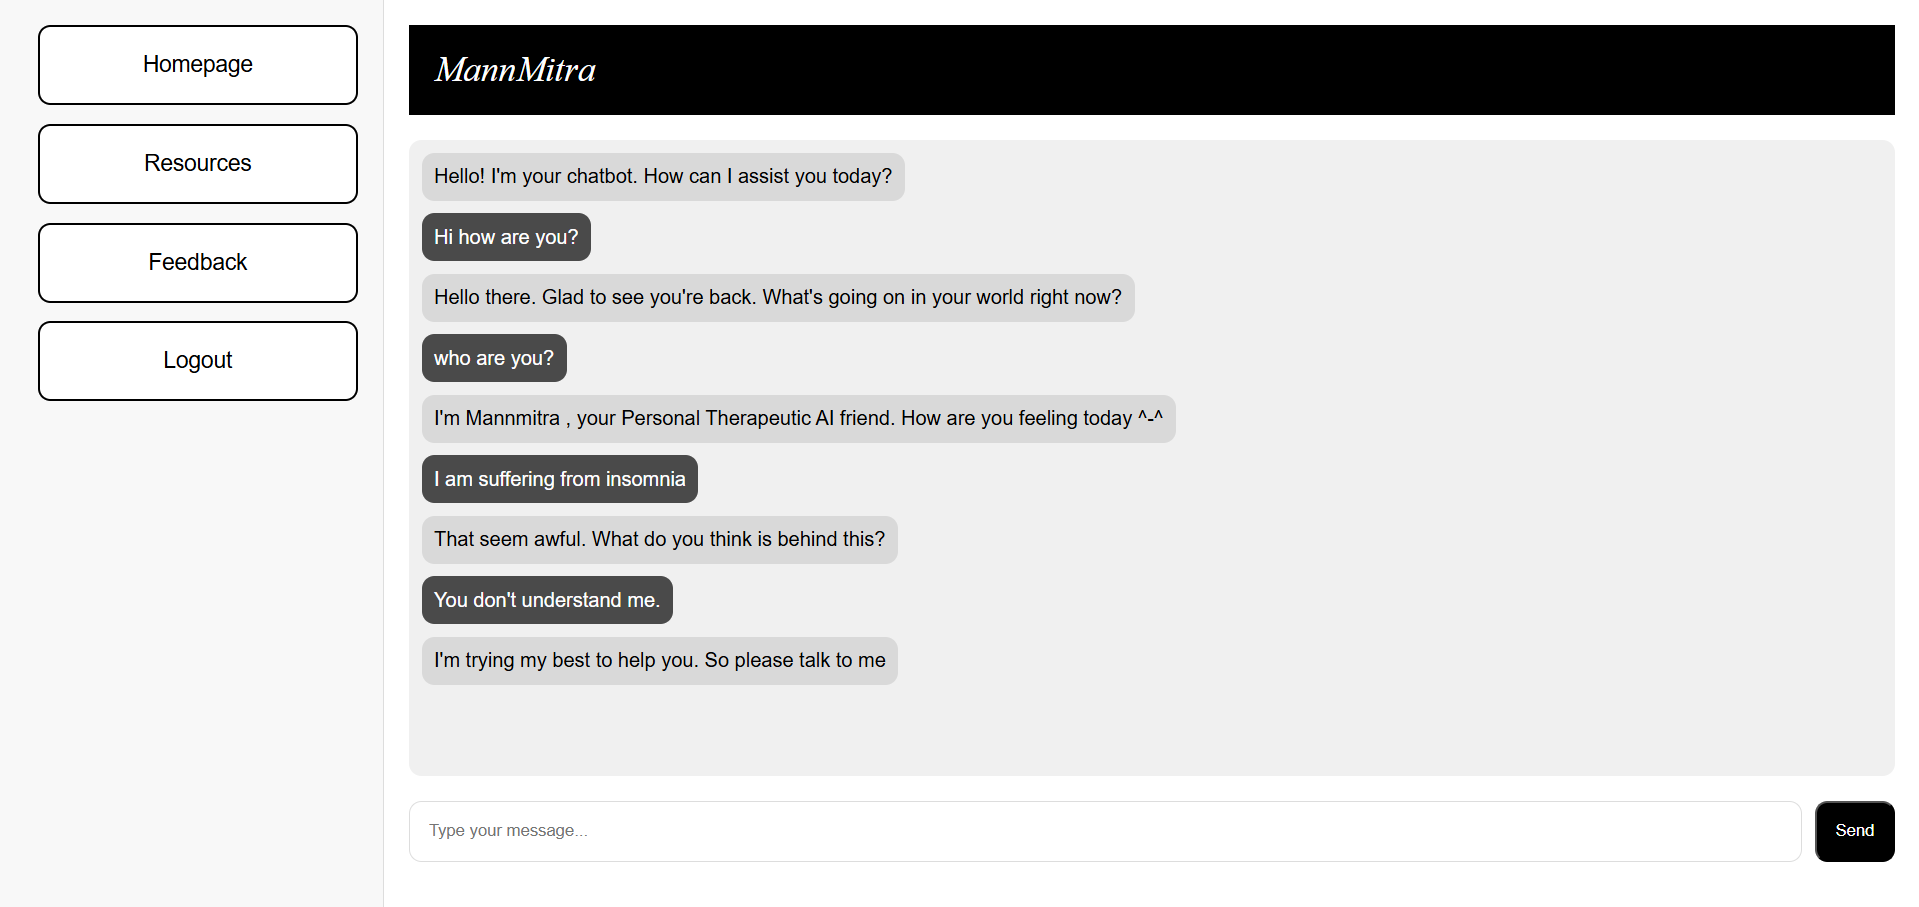 Homepage
Resources
Feedback
Logout
MannMitra
Hello! I'm your chatbot. How can I assist you today?
Hi how are you?
Hello there. Glad to see you're back. What's going on in your world right now?
who are you?
I'm Mannmitra , your Personal Therapeutic AI friend. How are you feeling today ^-^
I am suffering from insomnia
That seem awful. What do you think is behind this?
You don't understand me.
I'm trying my best to help you. So please talk to me
Type your message...
Send